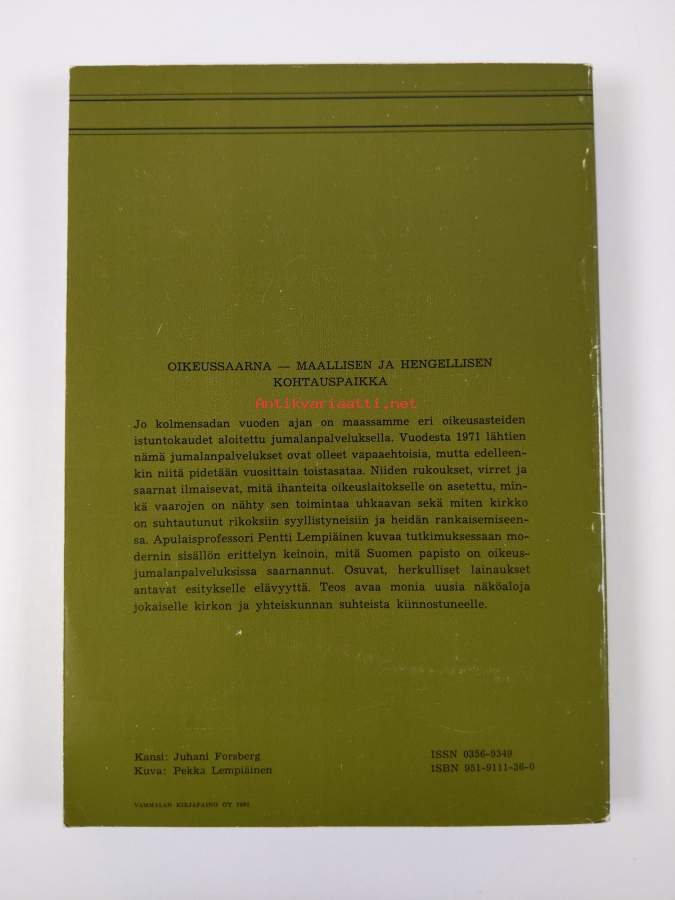 OIKEUSSAARNA — MAALLISEN JA HENGELLISEN
KOHTAUSPAIKKA
Antikvariaatti.net
Jo kolmensadan vuoden ajan on maassamme eri oikeusasteiden
istuntokaudet aloitettu jumalanpalveluksella. Vuodesta 1971 lähtien
nämä jumalanpalvelukset ovat olleet vapaaehtoisia, mutta edelleen-
kin niitä pidetään vuosittain toistasataa. Niiden rukoukset, virret ja
saarnat ilmaisevat, mitä ihanteita oikeuslaitokselle on asetettu, min-
kä vaarojen on nähty sen toimintaa uhkaavan sekä miten kirkko
on suhtautunut rikoksiin syyllistyneisiin ja heidän rankaisemiseen-
sa. Apulaisprofessori Pentti Lempiäinen kuvaa tutkimuksessaan mo-
dernin sisällön erittelyn keinoin, mitä Suomen papisto on oikeus-
jumalanpalveluksissa saarnannut. Osuvat, herkulliset lainaukset
antavat esitykselle elävyyttä. Teos avaa monia uusia näköaloja
jokaiselle kirkon ja yhteiskunnan suhteista kiinnostuneelle.
Kansi: Juhani Forsberg
Kuva: Pekka Lempiäinen
ISSN 0356-9349
ISBN 951-9111-36-0
VAMMALAN KIRJAPAINO OY